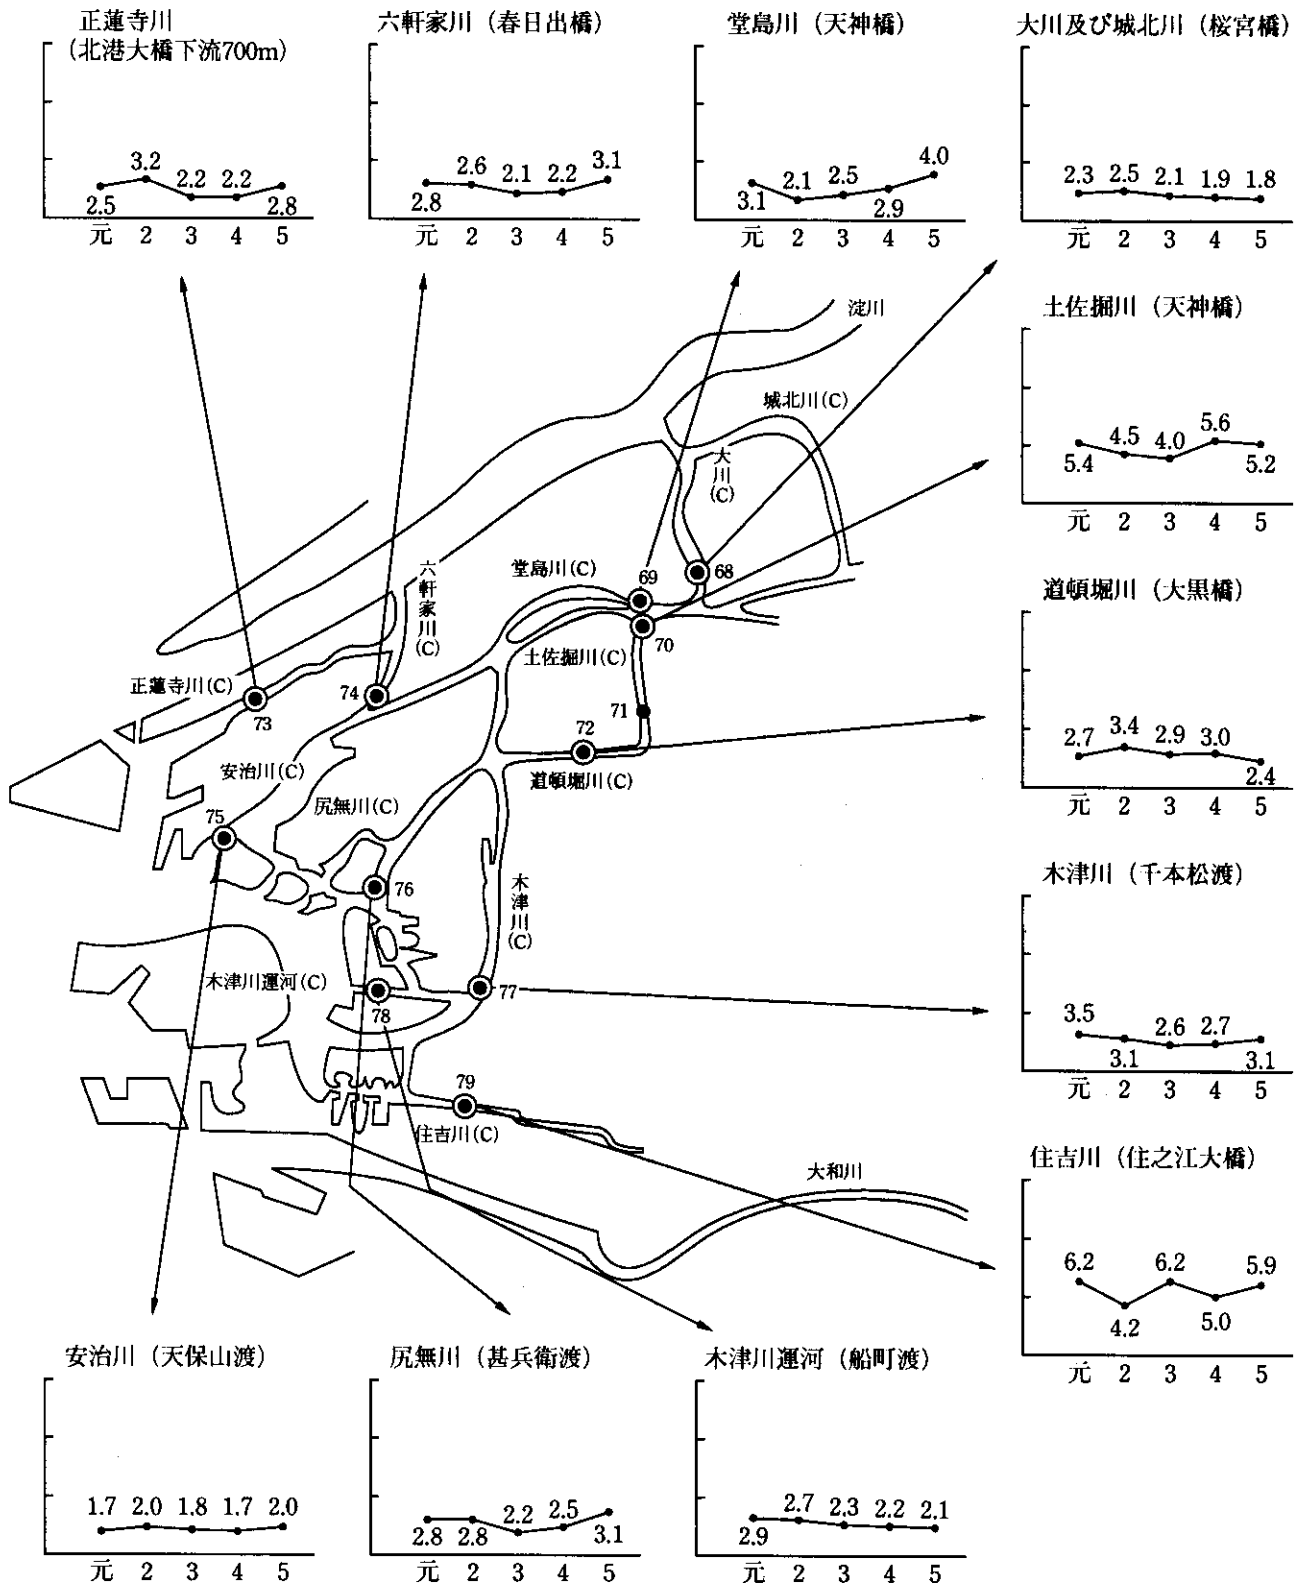 正蓮寺川
(北港大橋下流700m)
2.5
3.2
2.2
2.2
2.8
元 2 3 4 5
六軒家川（春日出橋）
2.8
2.6
2.1
2.2
3.1
元 2 3 4 5
堂島川（天神橋）
3.1
2.1
2.5
2.9
4.0
元 2 3 4 5
大川及び城北川（桜宮橋）
2.3 2.5 2.1 1.9 1.8
元 2 3 4 5
土佐掘川（天神橋）
5.4
4.5
4.0
5.6
5.2
元 2 3 4 5
道頓堀川（大黒橋）
2.7
3.4
2.9
3.0
2.4
元 2 3 4 5
木津川（千本松渡）
3.5
3.1
2.6
2.7
3.1
元 2 3 4 5
住吉川（住之江大橋）
6.2
4.2
6.2
5.0
5.9
元 2 3 4 5
淀川
城北川(C)
大川(C)
六軒家川(C)
堂島川(C)
69
68
70
土佐掘川(C)
正蓮寺川(C)
73
74
71
72
道頓堀川(C)
安治川(C)
尻無川(C)
75
76
木津川(C)
木津川運河(C)
77
78
79
住吉川(C)
大和川
安治川（天保山渡）
1.7 2.0 1.8 1.7 2.0
元 2 3 4 5
尻無川（甚兵衛渡）
2.8
2.8
2.2
2.5
3.1
元 2 3 4 5
木津川運河（船町渡）
2.9
2.7
2.3
2.2
2.1
元 2 3 4 5